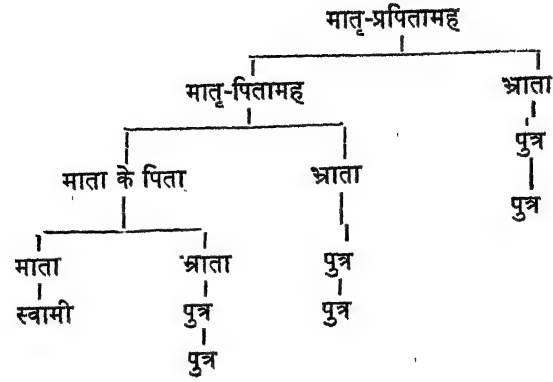 मातृ-प्रपितामह
मातृ-पितामह भ्राता
पुत्र
माता के पिता भ्राता पुत्र
माता भ्राता पुत्र
स्वामी पुत्र पुत्र
पुत्र